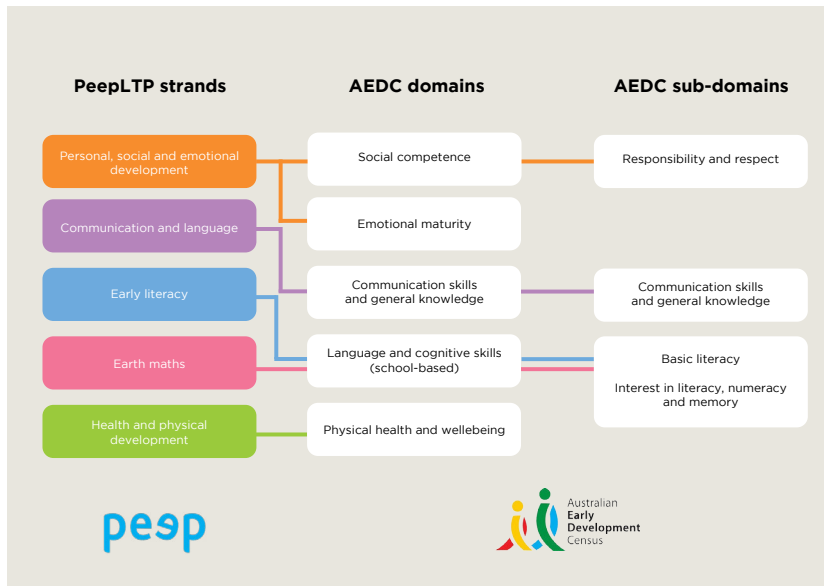 PeepLTP strands
AEDC domains
AEDC sub-domains
Personal, social and emotional
development
Social competence
Responsibility and respect
Communication and language
Emotional maturity
Early literacy
Communication skills
and general knowledge
Communication skills
and general knowledge
Earth maths
Language and cognitive skills
(school-based)
Basic literacy
Interest in literacy, numeracy
and memory
Health and physical
development
Physical health and wellebeing
peep
Australian
Early
Development
Census